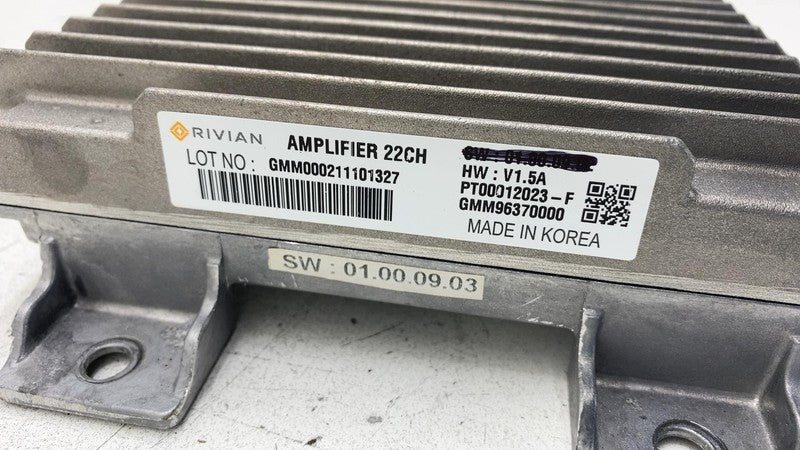 RIVIAN AMPLIFIER 22CH
LOT NO : GMM000211101327
HW : V1.5A
PT00012023-F
GMM96370000
MADE IN KOREA
SW : 01.00.09.03